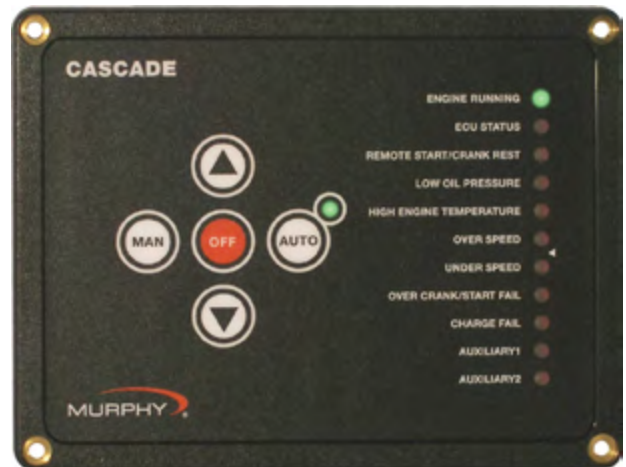 CASCADE
ENGINE RUNNING
ECU STATUS
REMOTE START/CRANK REST
LOW OIL PRESSURE
HIGH ENGINE TEMPERATURE
OVER SPEED
UNDER SPEED
OVER CRANK/START FAIL
CHARGE FAIL
AUXILIARY1
AUXILIARY2
MAN
OFF
AUTO
MURPHY®